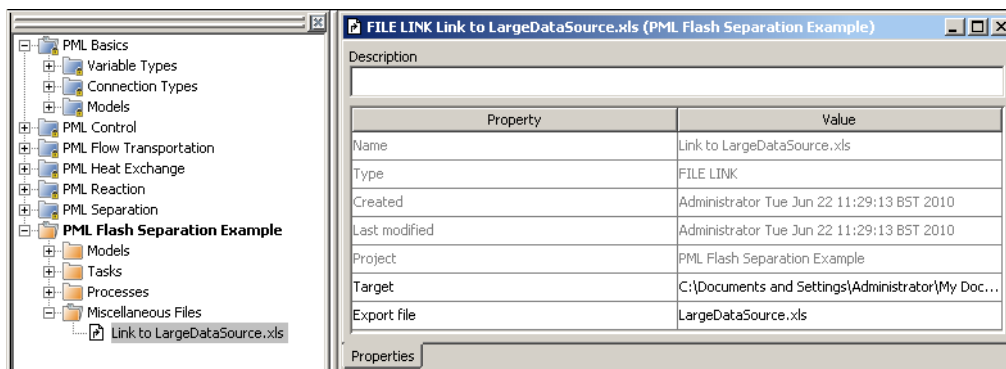 PML Basics
Variable Types
Connection Types
Models
PML Control
PML Flow Transportation
PML Heat Exchange
PML Reaction
PML Separation
PML Flash Separation Example
Models
Tasks
Processes
Miscellaneous Files
Link to LargeDataSource.xls
FILE LINK Link to LargeDataSource.xls (PML Flash Separation Example)
Description
Property Value
Name Link to LargeDataSource.xls
Type FILE LINK
Created Administrator Tue Jun 22 11:29:13 BST 2010
Last modified Administrator Tue Jun 22 11:29:13 BST 2010
Project PML Flash Separation Example
Target C:\Documents and Settings\Administrator\My Doc...
Export file LargeDataSource.xls
Properties